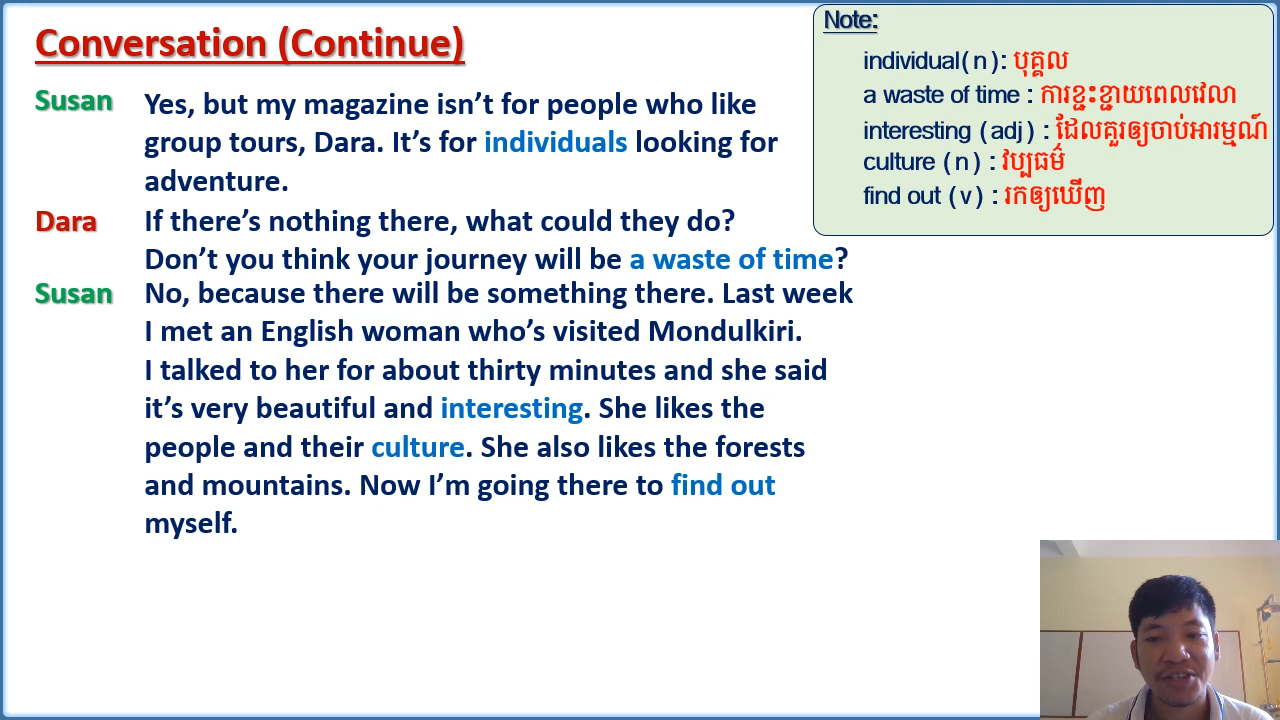 Conversation (Continue)
Susan Yes, but my magazine isn’t for people who like
group tours, Dara. It’s for individuals looking for
adventure.
Dara If there’s nothing there, what could they do?
Don’t you think your journey will be a waste of time?
Susan No, because there will be something there. Last week
I met an English woman who’s visited Mondulkiri.
I talked to her for about thirty minutes and she said
it’s very beautiful and interesting. She likes the
people and their culture. She also likes the forests
and mountains. Now I’m going there to find out
myself.
Note:
individual( n ): បុគ្គល
a waste of time : ការខ្ជះខ្ជាយពេលវេលា
interesting ( adj ) : ដែលគួរឲ្យចាប់អារម្មណ៍
culture ( n ) : វប្បធម៌
find out ( v ) : រកឲ្យឃើញ